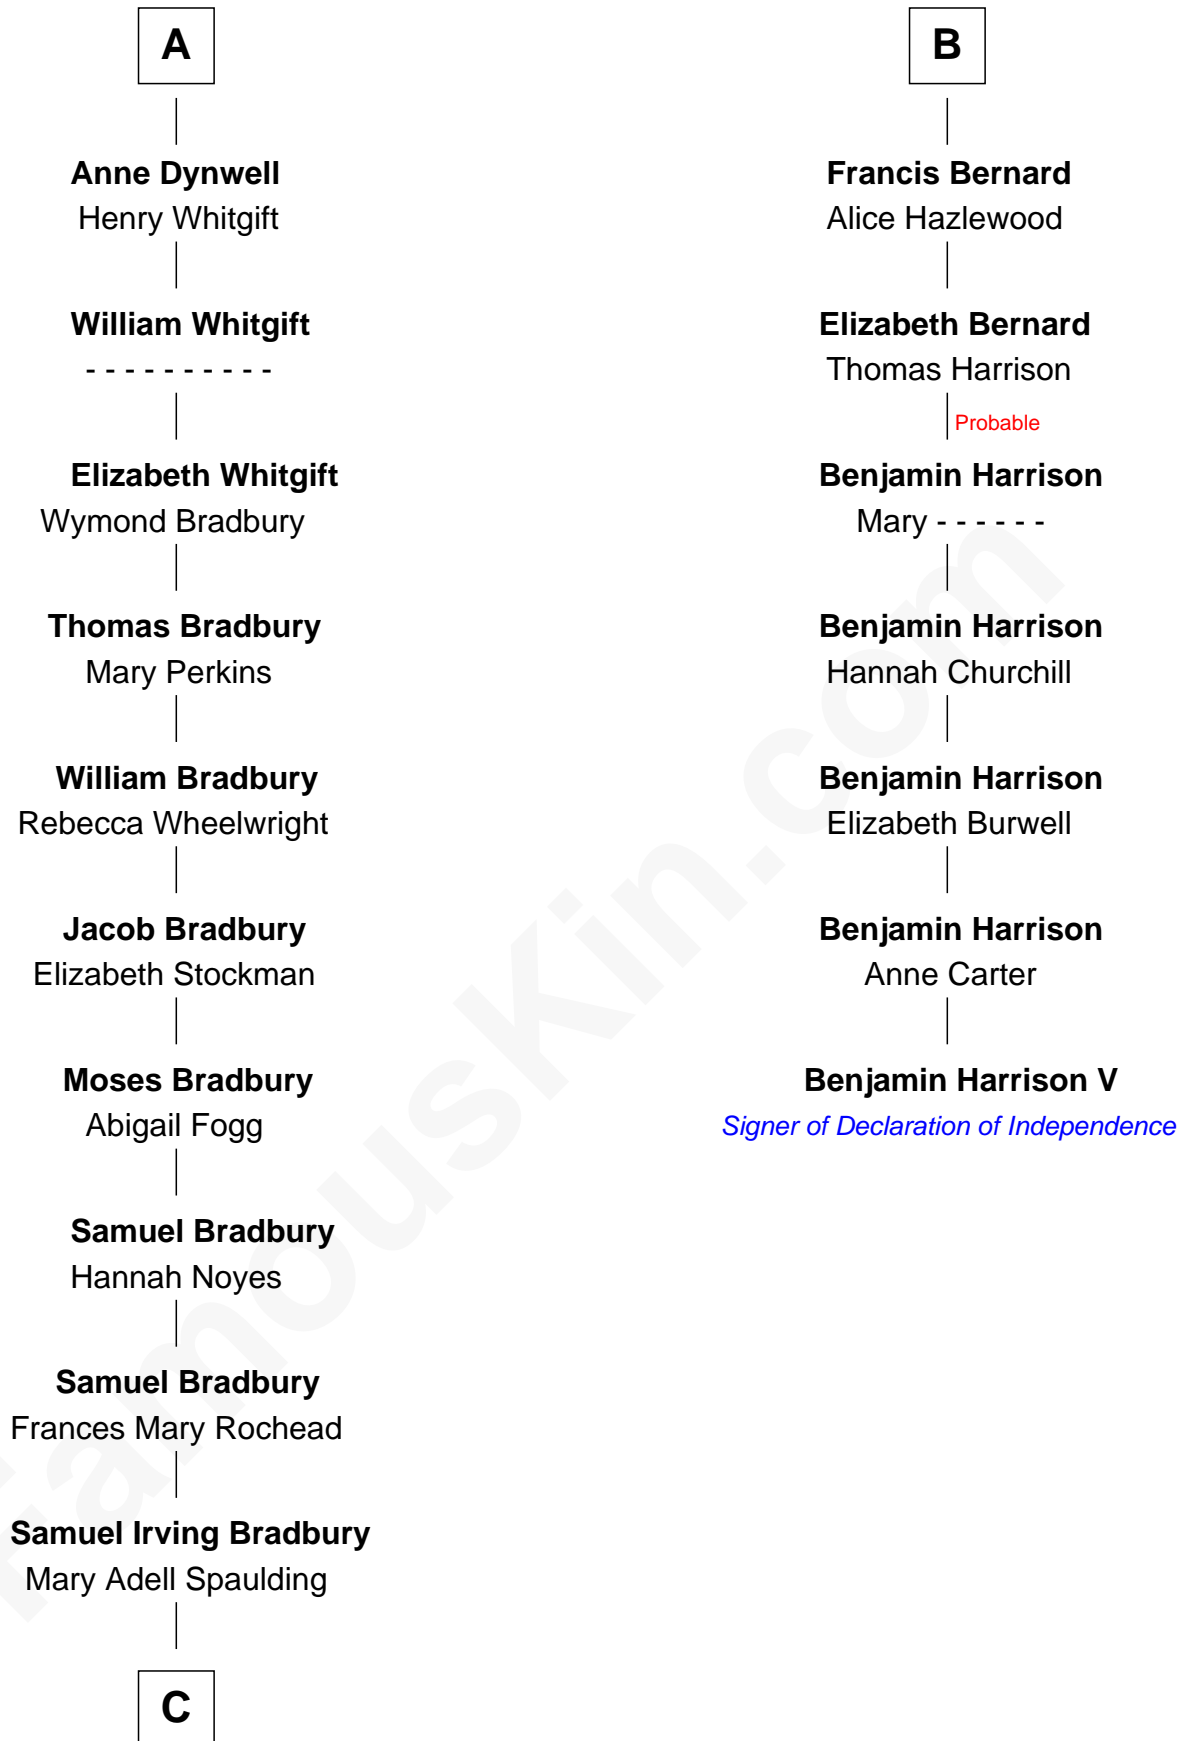 A
Anne Dynwell
Henry Whitgift
William Whitgift
- - - - - - - - - -
Elizabeth Whitgift
Wymond Bradbury
Thomas Bradbury
Mary Perkins
William Bradbury
Rebecca Wheelwright
Jacob Bradbury
Elizabeth Stockman
Moses Bradbury
Abigail Fogg
Samuel Bradbury
Hannah Noyes
Samuel Bradbury
Frances Mary Rochead
Samuel Irving Bradbury
Mary Adell Spaulding
C
B
Francis Bernard
Alice Hazlewood
Elizabeth Bernard
Thomas Harrison
Probable
Benjamin Harrison
Mary - - - - - -
Benjamin Harrison
Hannah Churchill
Benjamin Harrison
Elizabeth Burwell
Benjamin Harrison
Anne Carter
Benjamin Harrison V
Signer of Declaration of Independence
FamousKin.com